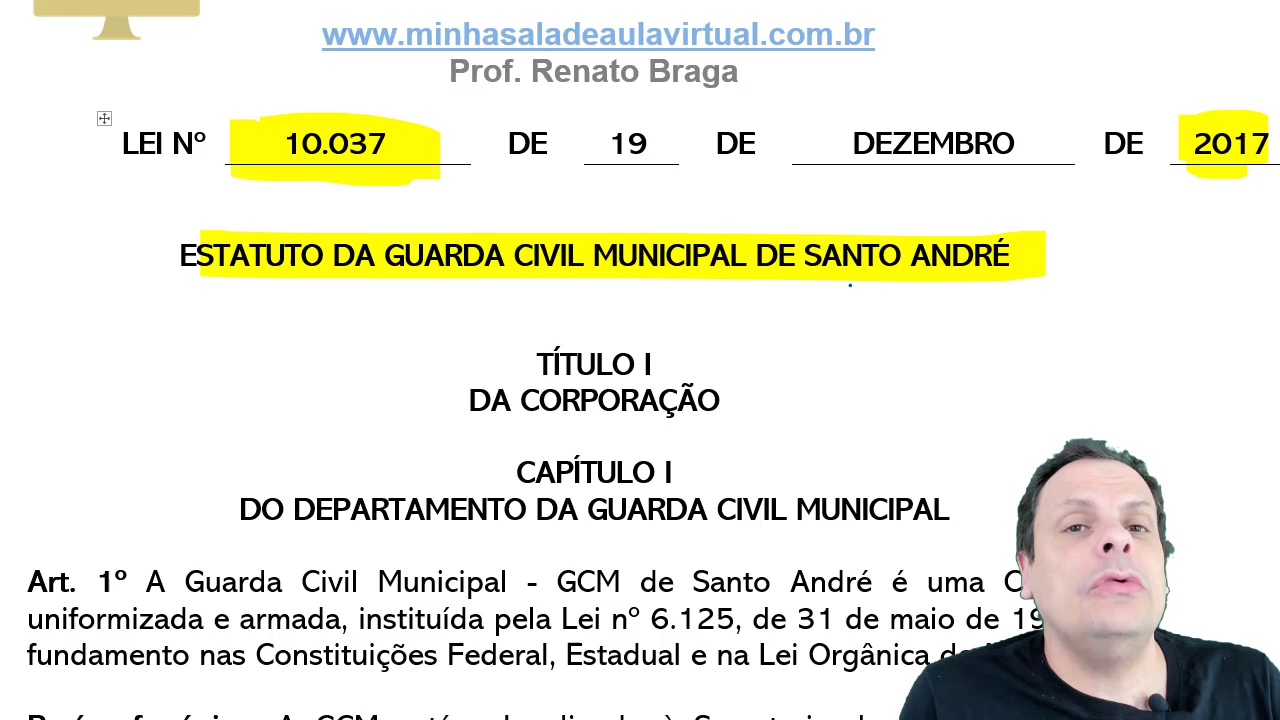 www.minhasaladeaulavirtual.com.br
Prof. Renato Braga
LEI Nº 10.037 DE 19 DE DEZEMBRO DE 2017
ESTATUTO DA GUARDA CIVIL MUNICIPAL DE SANTO ANDRÉ
TÍTULO I
DA CORPORAÇÃO
CAPÍTULO I
DO DEPARTAMENTO DA GUARDA CIVIL MUNICIPAL
Art. 1º A Guarda Civil Municipal - GCM de Santo André é uma
uniformizada e armada, instituída pela Lei nº 6.125, de 31 de maio de 19
fundamento nas Constituições Federal, Estadual e na Lei Orgânica